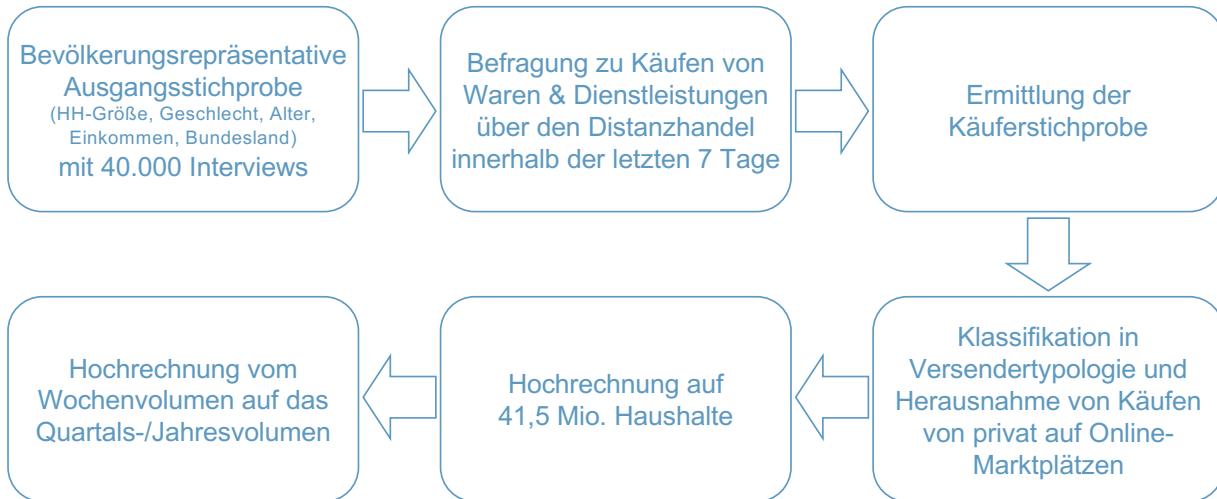 Bevölkerungsrepräsentative
Ausgangsstichprobe
(HH-Größe, Geschlecht, Alter,
Einkommen, Bundesland)
mit 40.000 Interviews
Befragung zu Käufen von
Waren & Dienstleistungen
über den Distanzhandel
innerhalb der letzten 7 Tage
Ermittlung der
Käuferstichprobe
Klassifikation in
Versendertypologie und
Herausnahme von Käufen
von privat auf Online-
Marktplätzen
Hochrechnung auf
41,5 Mio. Haushalte
Hochrechnung vom
Wochenvolumen auf das
Quartals-/Jahresvolumen